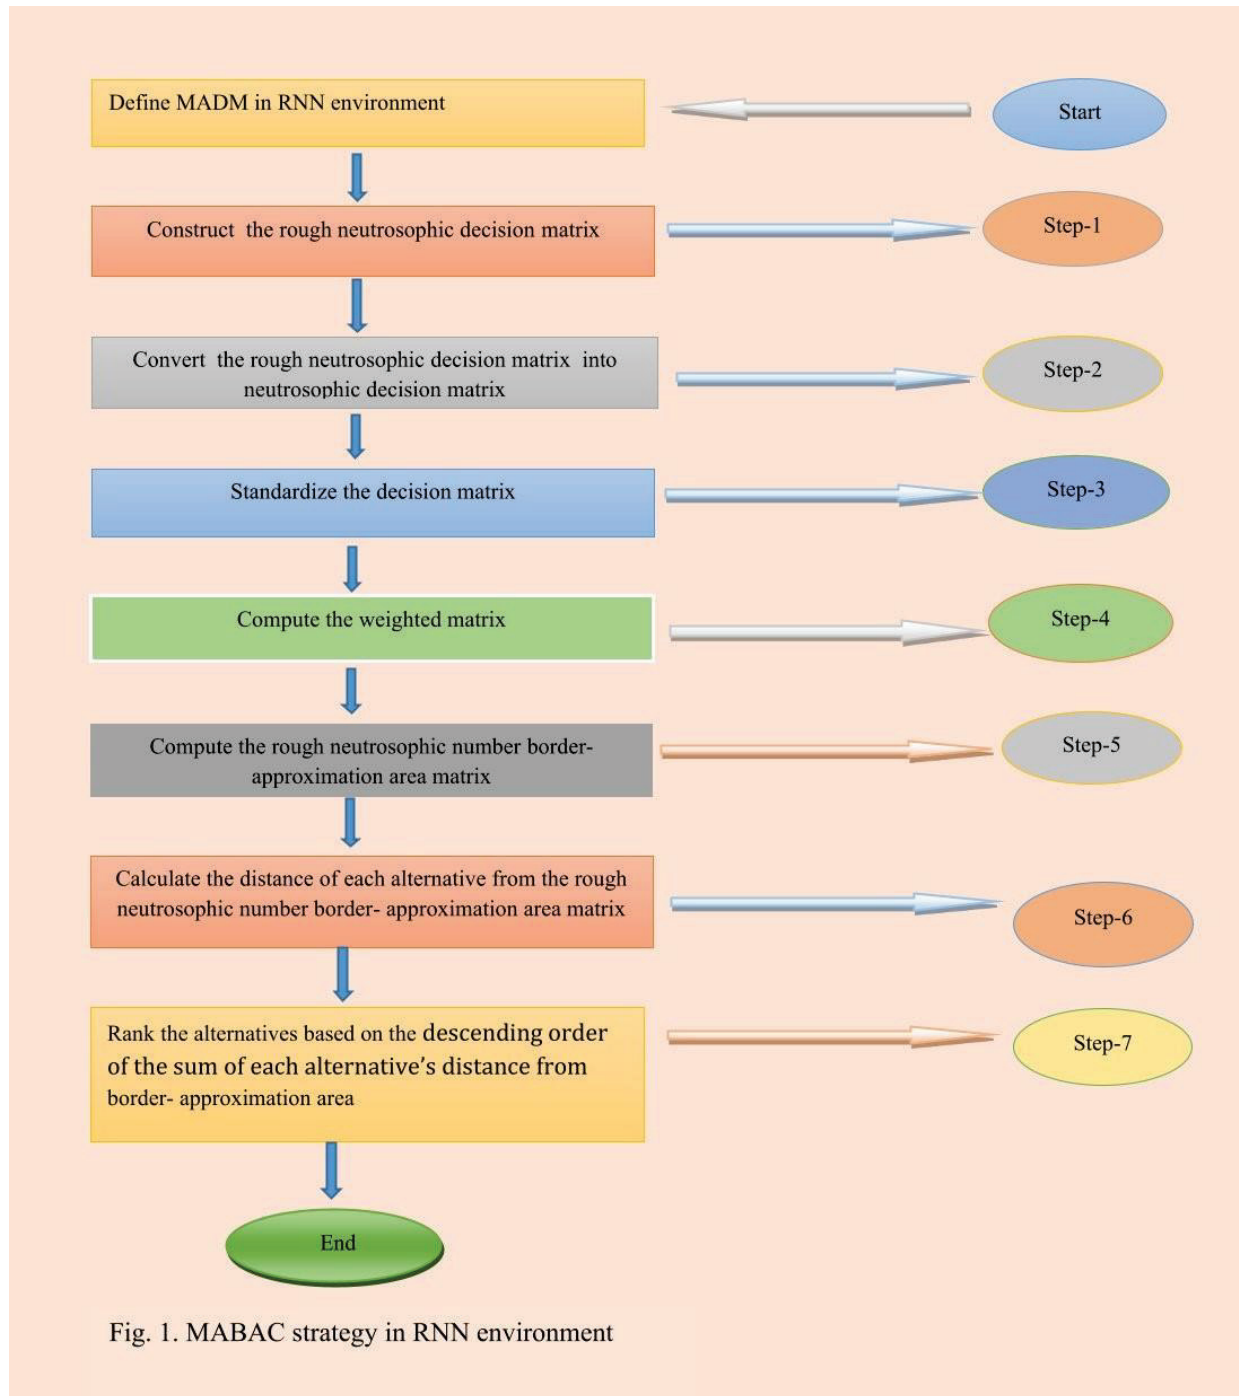 Define MADM in RNN environment
Start
Construct the rough neutrosophic decision matrix
Step-1
Convert the rough neutrosophic decision matrix into
neutrosophic decision matrix
Step-2
Standardize the decision matrix
Step-3
Compute the weighted matrix
Step-4
Compute the rough neutrosophic number border-
approximation area matrix
Step-5
Calculate the distance of each alternative from the rough
neutrosophic number border- approximation area matrix
Step-6
Rank the alternatives based on the descending order
of the sum of each alternative’s distance from
border- approximation area
Step-7
End
Fig. 1. MABAC strategy in RNN environment